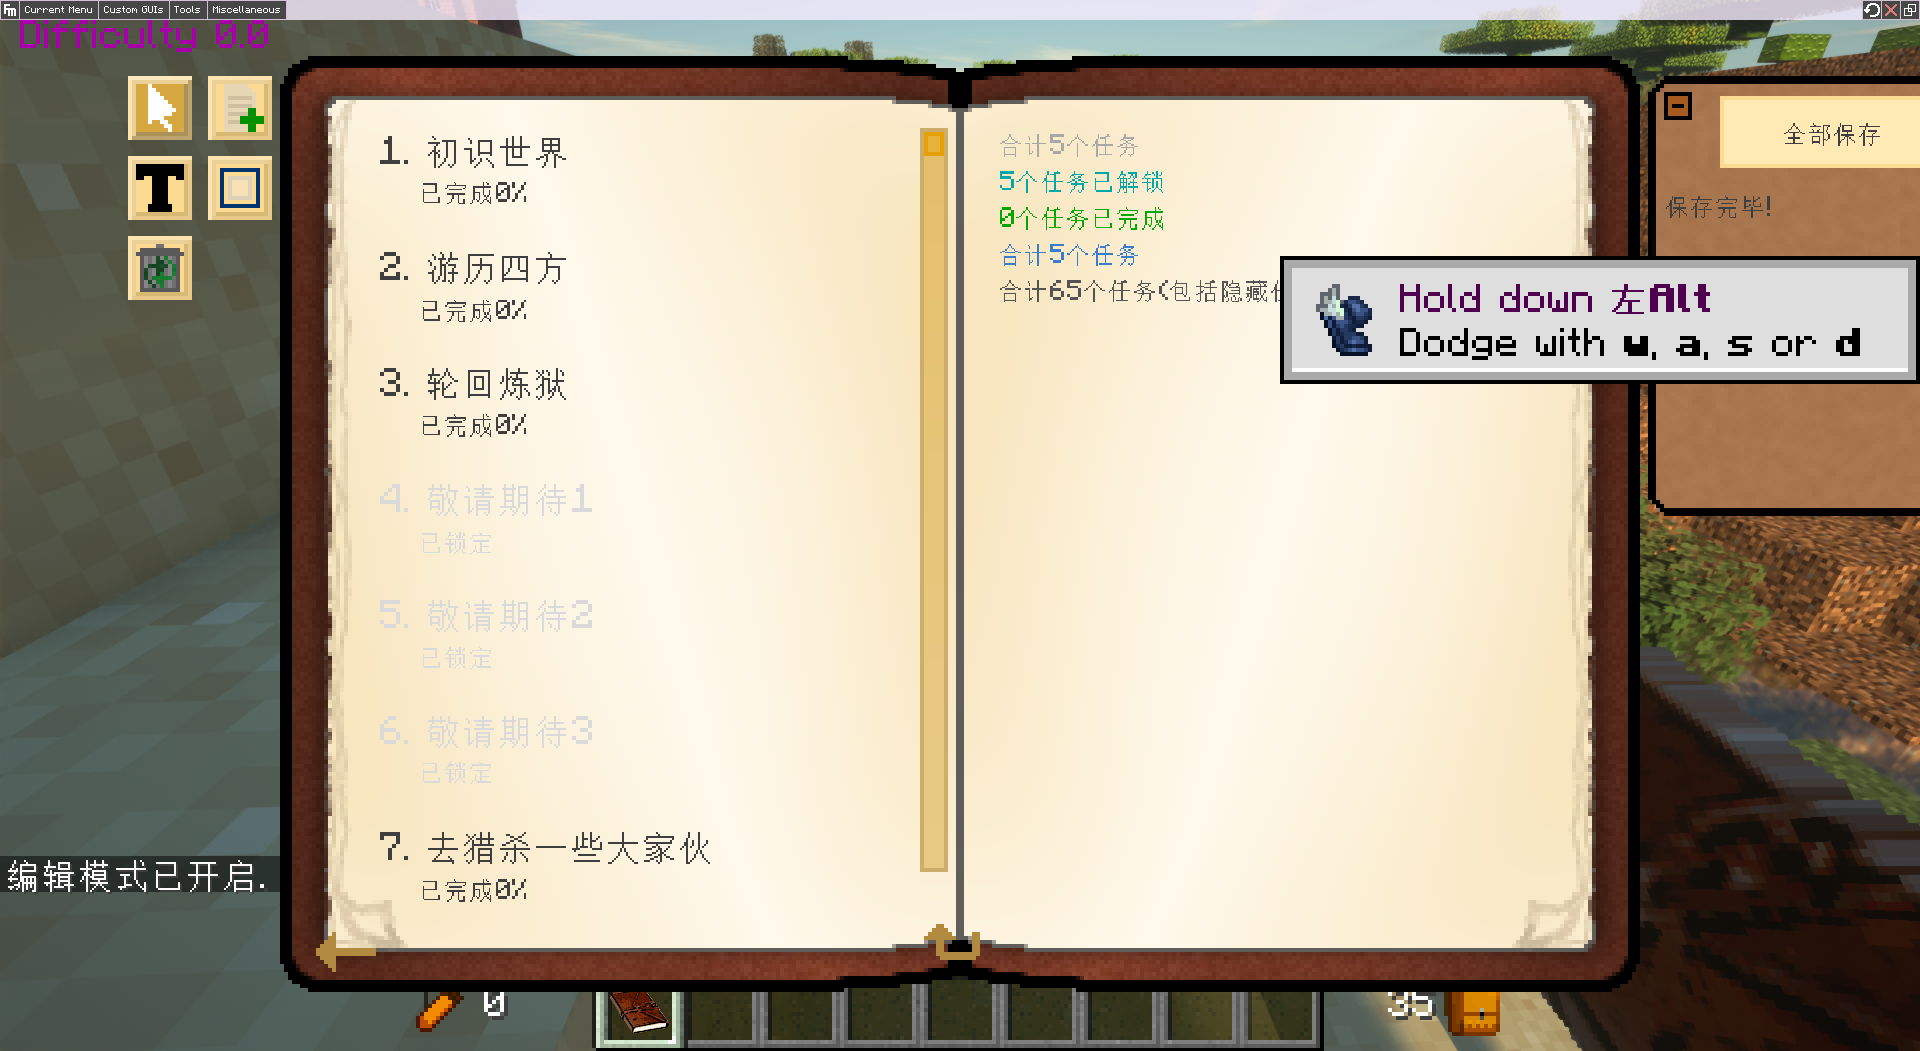 Fm Current Menu Custom GUIs Tools Miscellaneous
Difficulty 0.0
1. 初识世界
已完成0%
2. 游历四方
已完成0%
3. 轮回炼狱
已完成0%
4. 敬请期待1
已锁定
5. 敬请期待2
已锁定
6. 敬请期待3
已锁定
7. 去猎杀一些大家伙
已完成0%
合计5个任务
5个任务已解锁
0个任务已完成
合计5个任务
合计65个任务(包括隐藏
全部保存
保存完毕!
Hold down 左Alt
Dodge with w, a, s or d
编辑模式已开启.
0
35